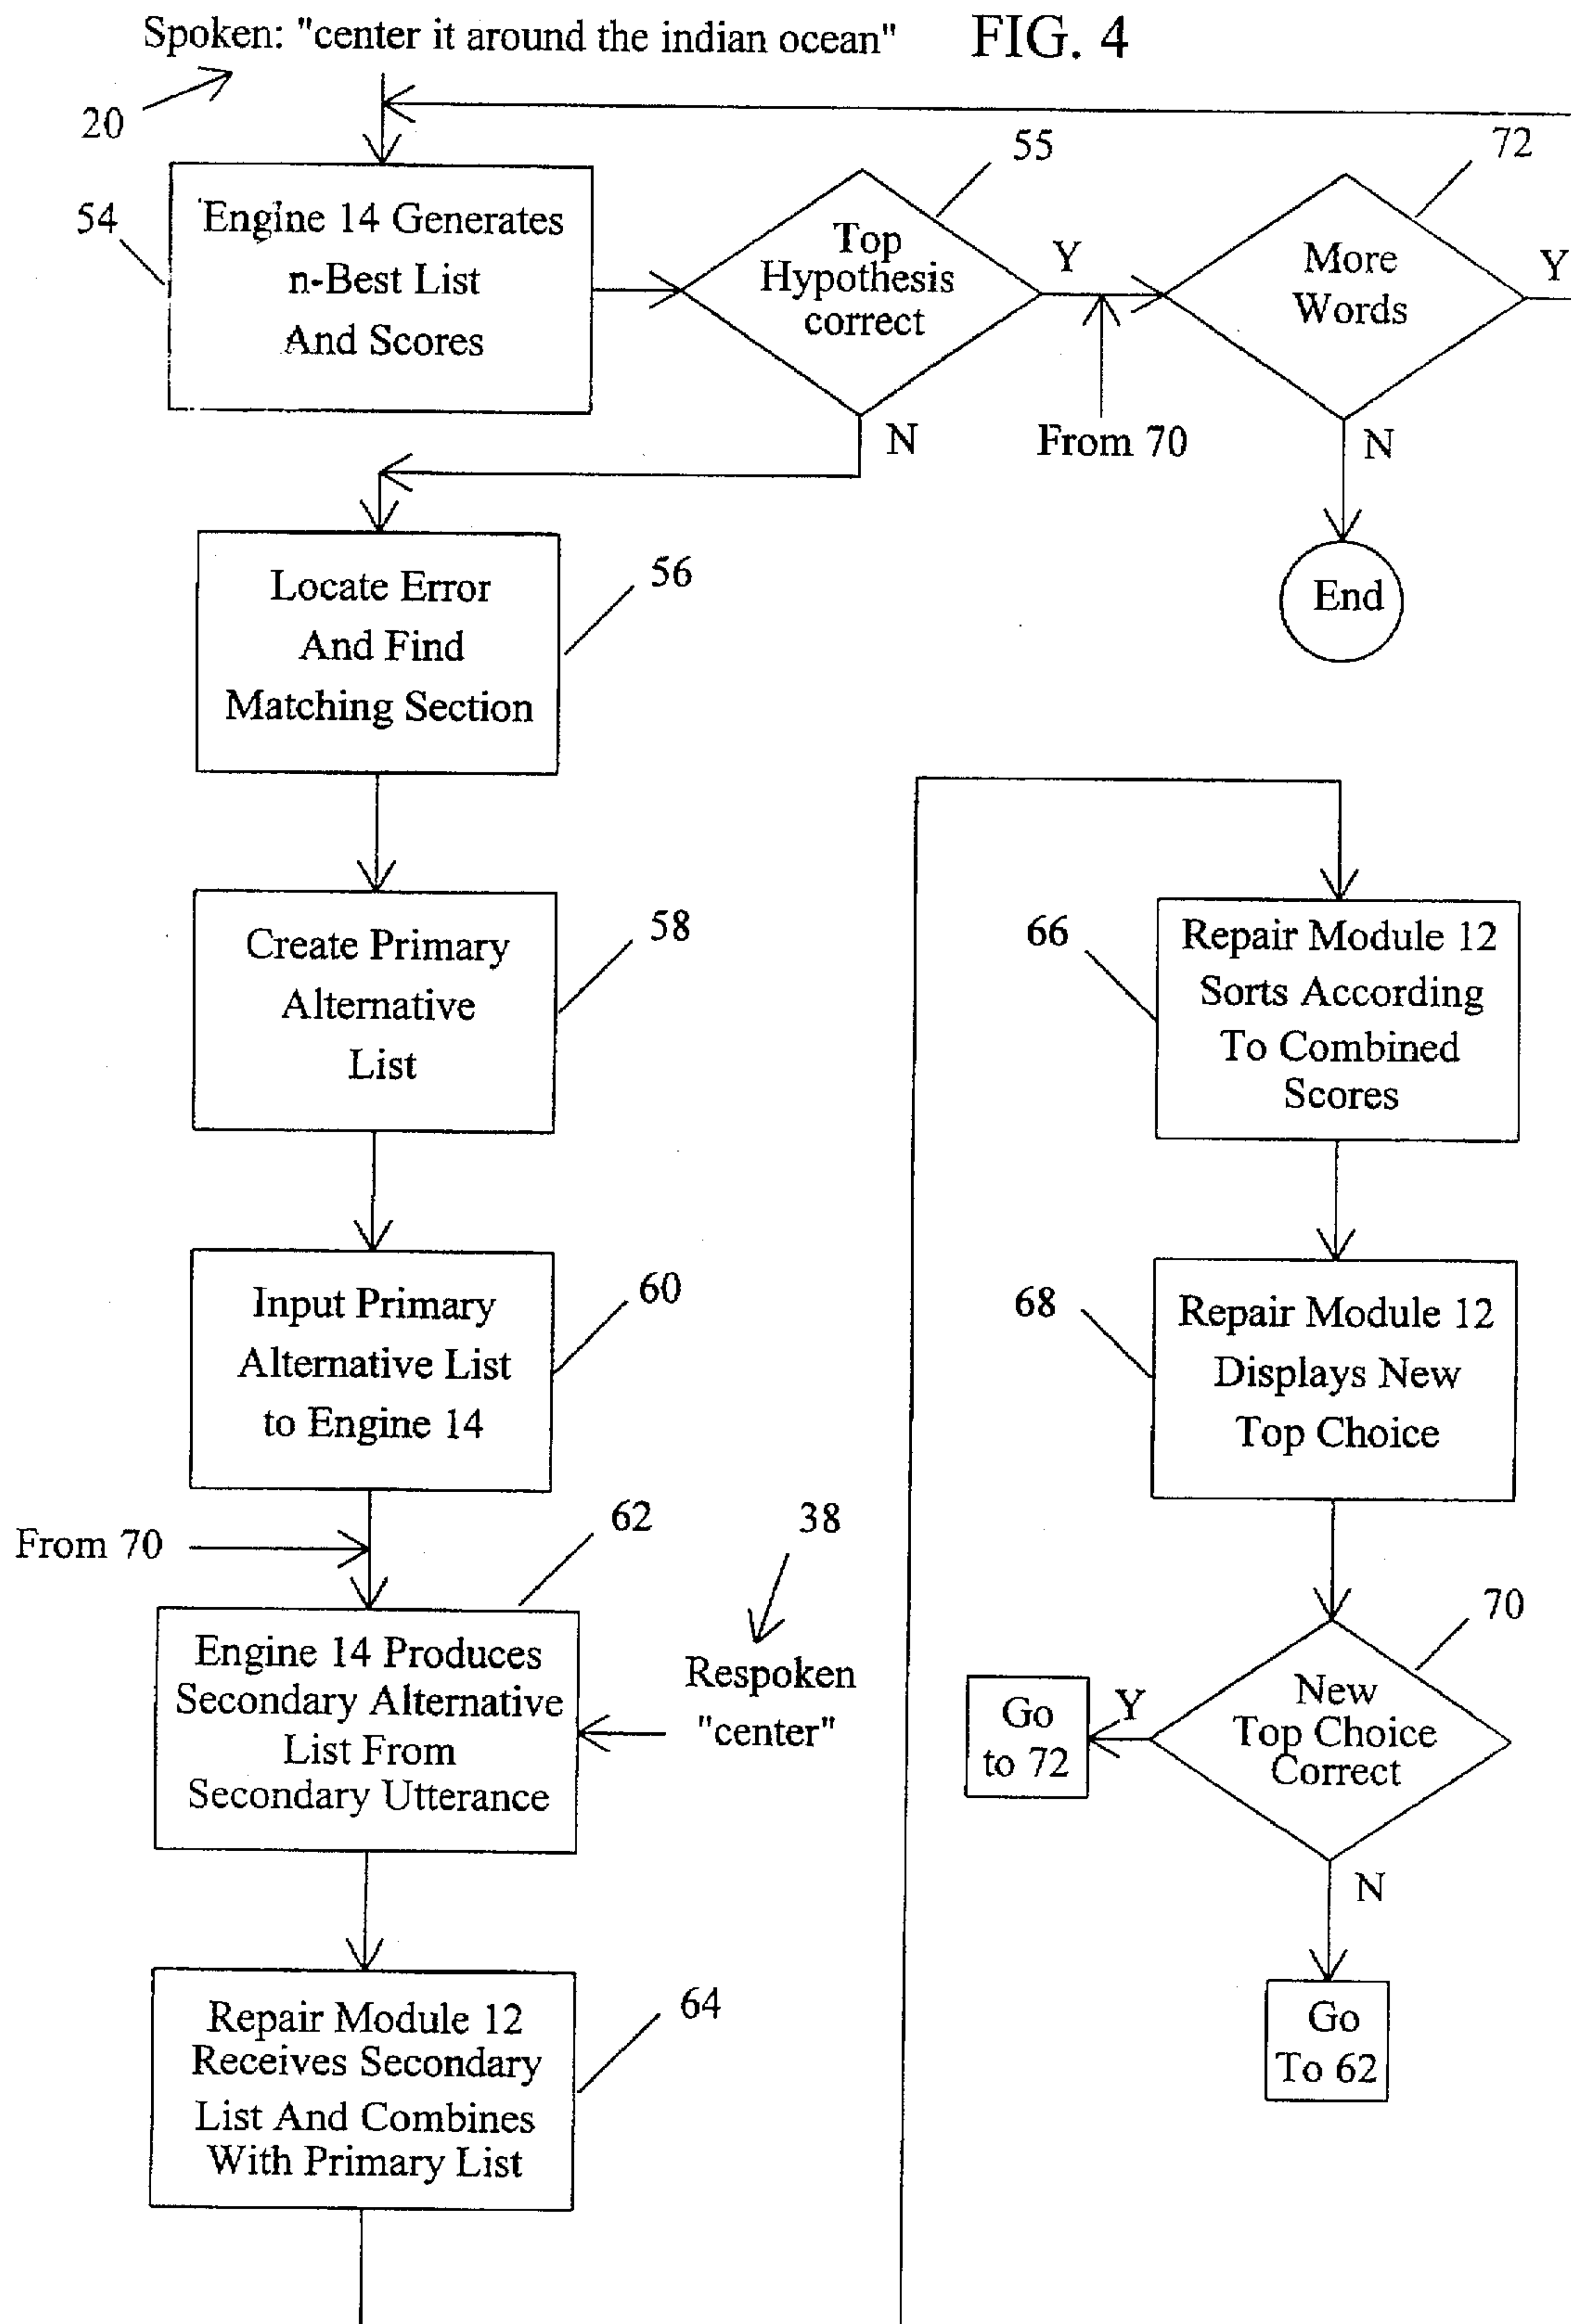 Spoken: "center it around the indian ocean"
FIG. 4
20
54
Engine 14 Generates
n-Best List
And Scores
55
Top
Hypothesis
correct
Y
N
From 70
72
More
Words
Y
N
End
Locate Error
And Find
Matching Section
56
Create Primary
Alternative
List
58
Input Primary
Alternative List
to Engine 14
60
From 70
62
Engine 14 Produces
Secondary Alternative
List From
Secondary Utterance
38
Respoken
"center"
Repair Module 12
Receives Secondary
List And Combines
With Primary List
64
66
Repair Module 12
Sorts According
To Combined
Scores
68
Repair Module 12
Displays New
Top Choice
70
New
Top Choice
Correct
Y
Go
to 72
N
Go
To 62